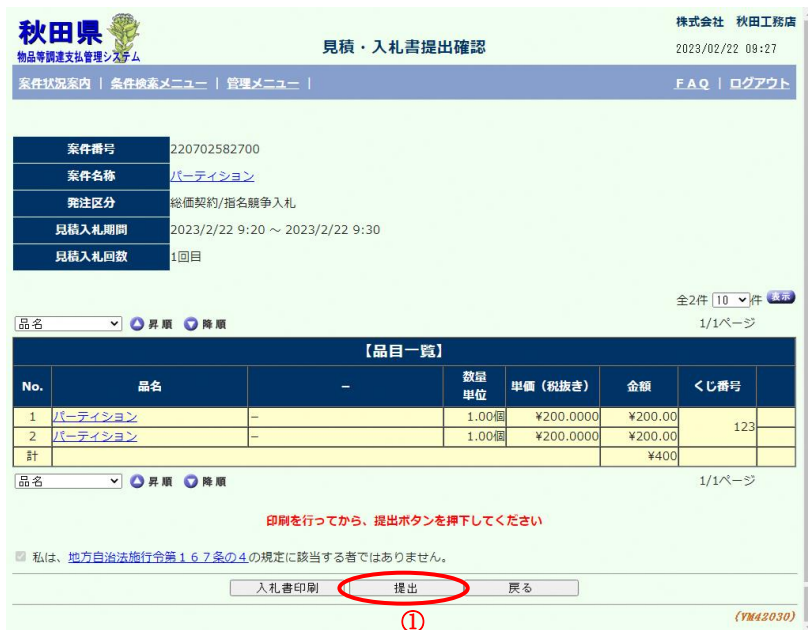 秋田県
物品等調達支払管理システム
見積・入札書提出確認
株式会社 秋田工務店
2023/02/22 09:27
案件状況案内 | 条件検索メニュー | 管理メニュー |
FAQ | ログアウト
案件番号 220702582700
案件名称 パーティション
発注区分 総価契約/指名競争入札
見積入札期間 2023/2/22 9:20 ～ 2023/2/22 9:30
見積入札回数 1回目
全2件 10 件 表示
品名 昇順 降順 1/1ページ
【品目一覧】
No. 品名 － 数量 単位 単価（税抜き） 金額 くじ番号
1 パーティション － 1.00個 ¥200.0000 ¥200.00 123
2 パーティション － 1.00個 ¥200.0000 ¥200.00
計 ¥400
品名 昇順 降順 1/1ページ
印刷を行ってから、提出ボタンを押下してください
私は、地方自治法施行令第１６７条の４の規定に該当する者ではありません。
入札書印刷 提出 戻る
①
(VM42030)